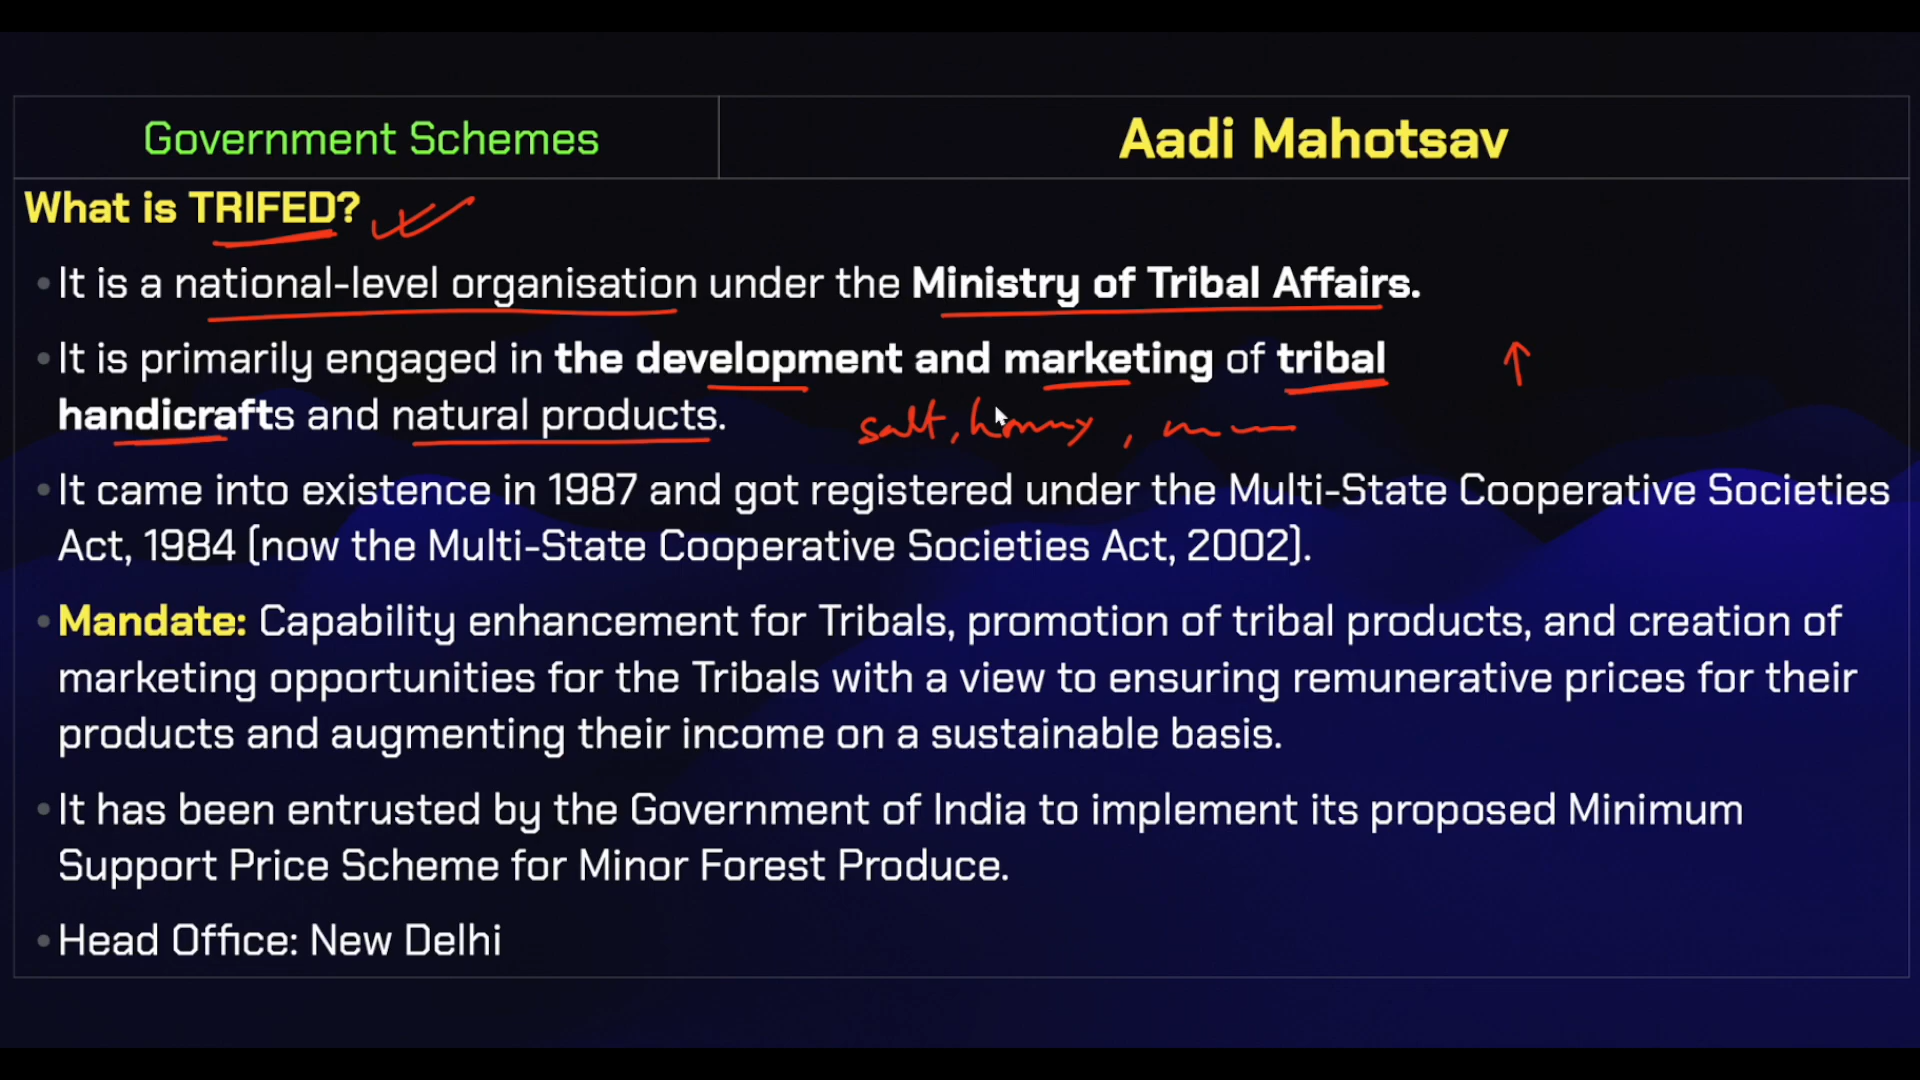 Government Schemes
Aadi Mahotsav
What is TRIFED?
It is a national-level organisation under the Ministry of Tribal Affairs.
It is primarily engaged in the development and marketing of tribal
handicrafts and natural products.
salt, honey,
It came into existence in 1987 and got registered under the Multi-State Cooperative Societies
Act, 1984 (now the Multi-State Cooperative Societies Act, 2002).
Mandate: Capability enhancement for Tribals, promotion of tribal products, and creation of
marketing opportunities for the Tribals with a view to ensuring remunerative prices for their
products and augmenting their income on a sustainable basis.
It has been entrusted by the Government of India to implement its proposed Minimum
Support Price Scheme for Minor Forest Produce.
Head Office: New Delhi